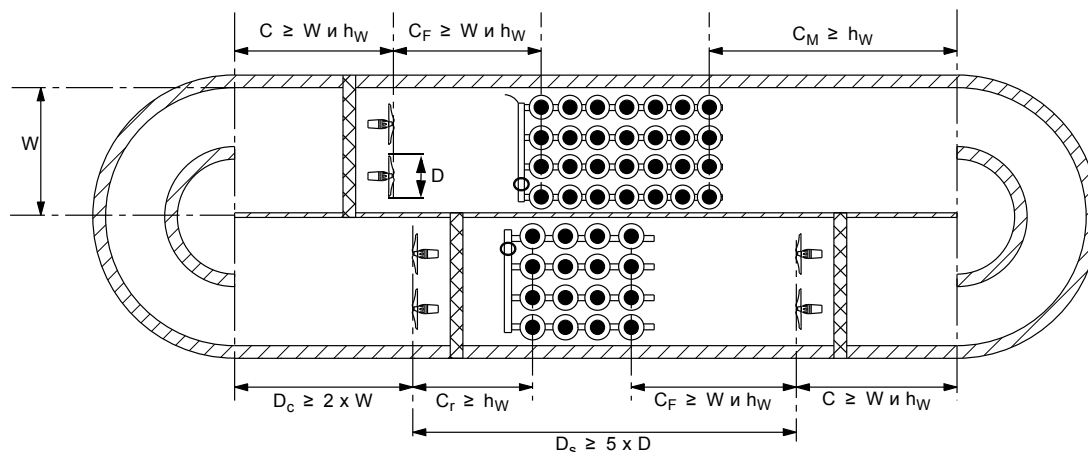 C ≥ W и h_W
C_F ≥ W и h_W
C_M ≥ h_W
W
D
D_c ≥ 2 x W
C_r ≥ h_W
C_F ≥ W и h_W
C ≥ W и h_W
D_s ≥ 5 x D